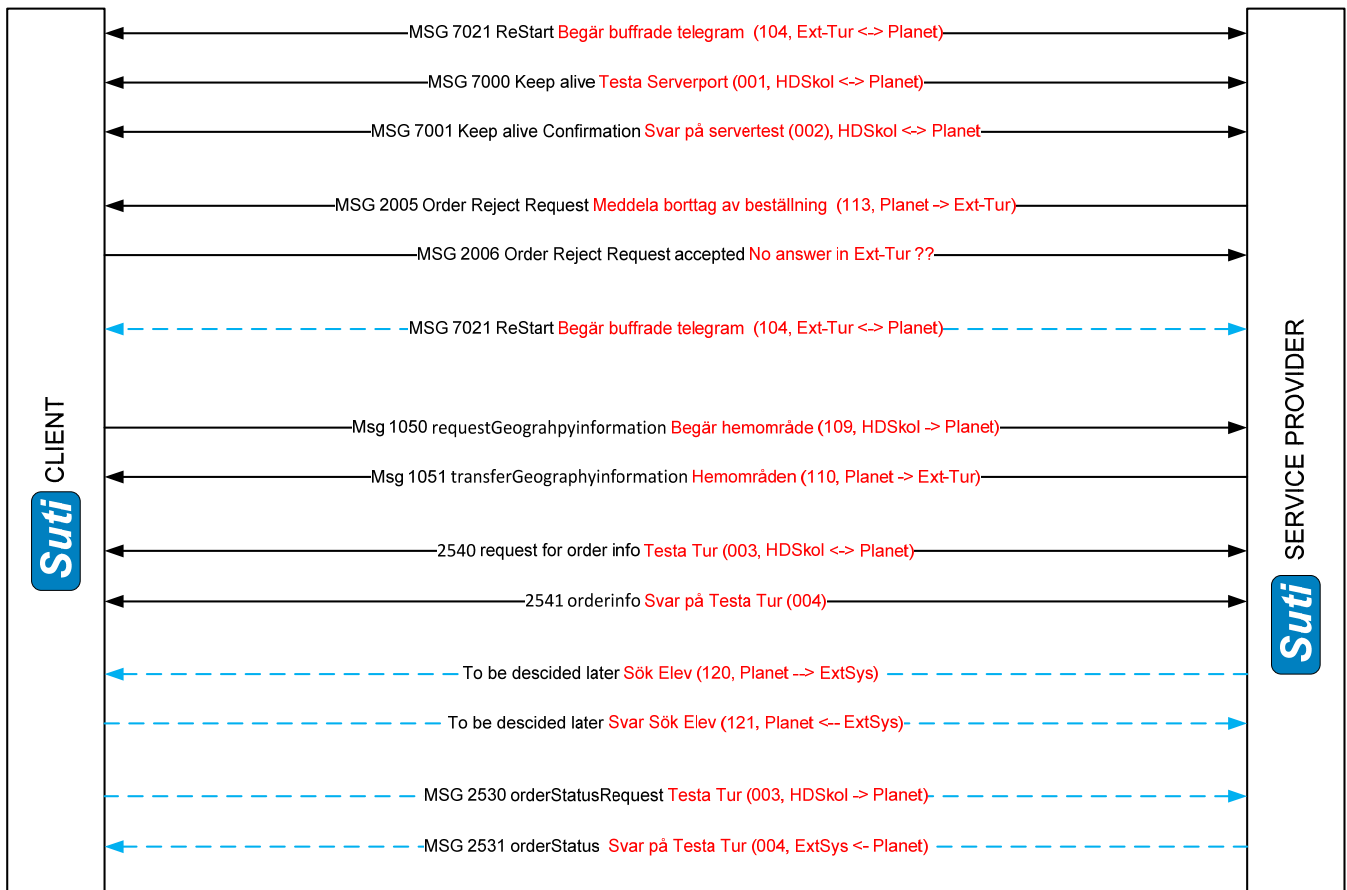 MSG 7021 ReStart Begär buffrade telegram (104, Ext-Tur <-> Planet)
MSG 7000 Keep alive Testa Serverport (001, HDSkol <-> Planet)
MSG 7001 Keep alive Confirmation Svar på servertest (002), HDSkol <-> Planet
MSG 2005 Order Reject Request Meddela borttag av beställning (113, Planet -> Ext-Tur)
MSG 2006 Order Reject Request accepted No answer in Ext-Tur ??
MSG 7021 ReStart Begär buffrade telegram (104, Ext-Tur <-> Planet)
Msg 1050 requestGeograhpyinformation Begär hemområde (109, HDSkol -> Planet)
Msg 1051 transferGeographyinformation Hemområden (110, Planet -> Ext-Tur)
2540 request for order info Testa Tur (003, HDSkol <-> Planet)
2541 orderinfo Svar på Testa Tur (004)
To be descided later Sök Elev (120, Planet --> ExtSys)
To be descided later Svar Sök Elev (121, Planet <-- ExtSys)
MSG 2530 orderStatusRequest Testa Tur (003, HDSkol -> Planet)
MSG 2531 orderStatus Svar på Testa Tur (004, ExtSys <- Planet)
Suti CLIENT
Suti SERVICE PROVIDER